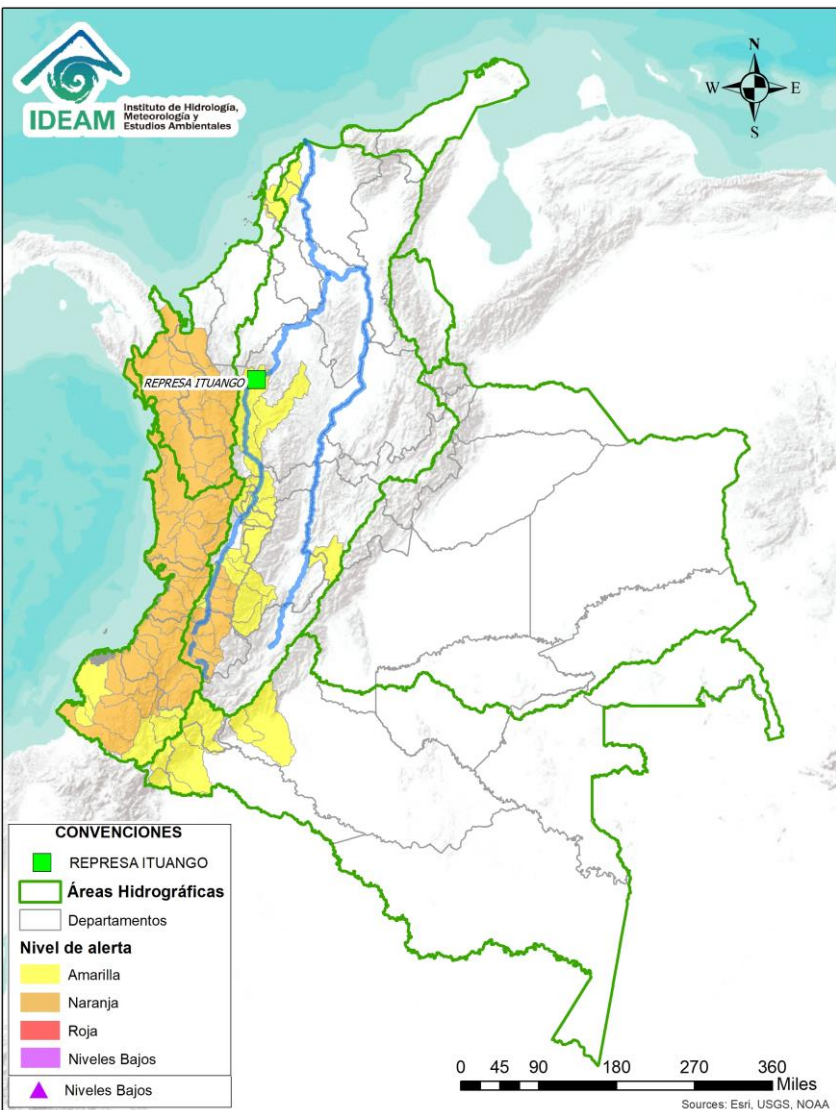 IDEAM
Instituto de Hidrología,
Meteorología y
Estudios Ambientales
N
W
E
S
REPRESA ITUANGO
CONVENCIONES
REPRESA ITUANGO
Áreas Hidrográficas
Departamentos
Nivel de alerta
Amarilla
Naranja
Roja
Niveles Bajos
Niveles Bajos
0 45 90 180 270 360
Miles
Sources: Esri, USGS, NOAA